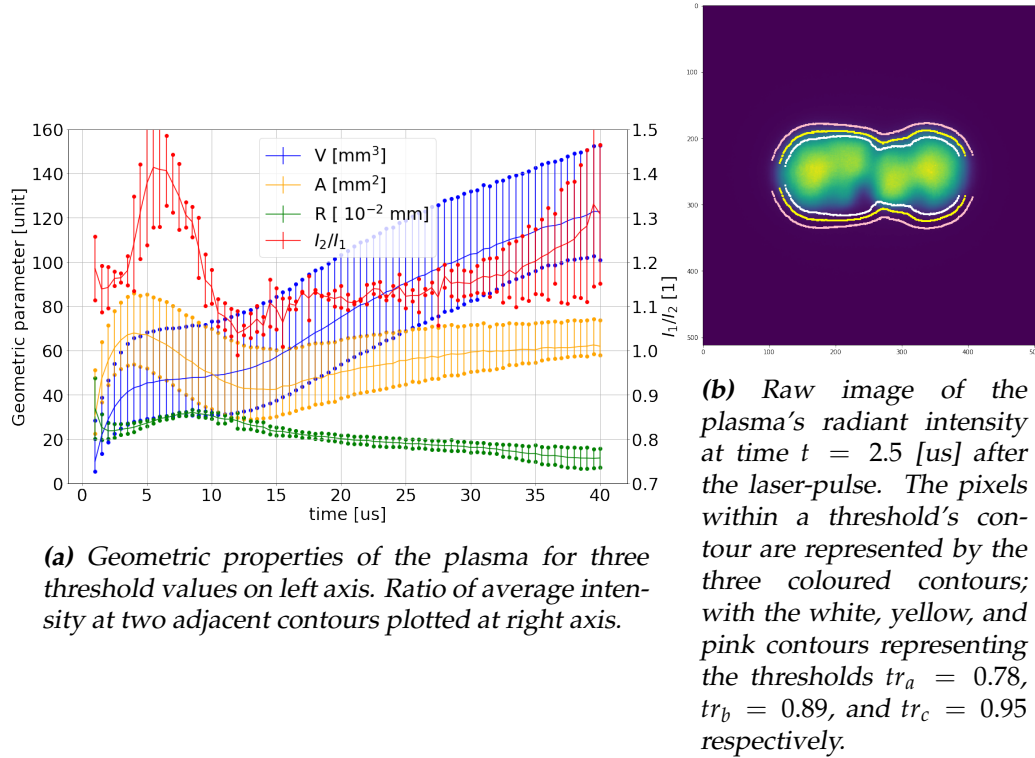 160
140
120
100
80
60
40
20
0
Geometric parameter [unit]
V [mm³]
A [mm²]
R [ 10⁻² mm]
I₂/I₁
1.5
1.4
1.3
1.2
1.1
1.0
0.9
0.8
0.7
I₁/I₂ [1]
0 5 10 15 20 25 30 35 40
time [us]
(a) Geometric properties of the plasma for three
threshold values on left axis. Ratio of average inten-
sity at two adjacent contours plotted at right axis.
0
100
200
300
400
500
0 100 200 300 400 500
(b) Raw image of the
plasma's radiant intensity
at time t = 2.5 [us] after
the laser-pulse. The pixels
within a threshold's con-
tour are represented by the
three coloured contours;
with the white, yellow, and
pink contours representing
the thresholds trₐ = 0.78,
tr_b = 0.89, and tr_c = 0.95
respectively.